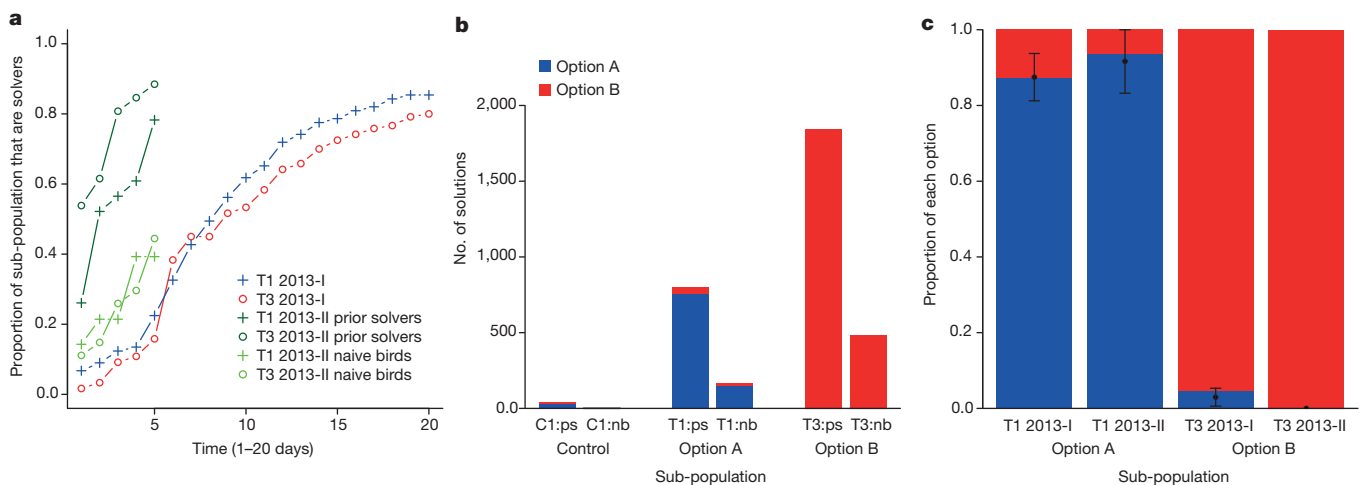 a
Proportion of sub-population that are solvers
1.0
0.8
0.6
0.4
0.2
0.0
T1 2013-I
T3 2013-I
T1 2013-II prior solvers
T3 2013-II prior solvers
T1 2013-II naive birds
T3 2013-II naive birds
5 10 15 20
Time (1–20 days)
b
Option A
Option B
No. of solutions
2,000
1,500
1,000
500
0
C1:ps C1:nb T1:ps T1:nb T3:ps T3:nb
Control Option A Option B
Sub-population
c
Proportion of each option
1.0
0.8
0.6
0.4
0.2
0.0
T1 2013-I T1 2013-II T3 2013-I T3 2013-II
Option A Option B
Sub-population